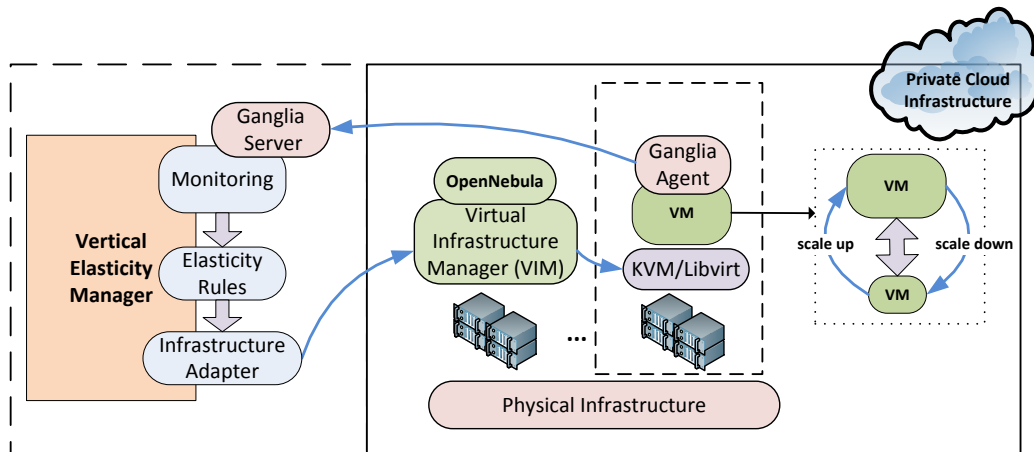 Private Cloud
Infrastructure
Ganglia
Server
Monitoring
Vertical
Elasticity
Manager
Elasticity
Rules
Infrastructure
Adapter
OpenNebula
Virtual
Infrastructure
Manager (VIM)
Ganglia
Agent
VM
KVM/Libvirt
...
Physical Infrastructure
VM
scale up
scale down
VM